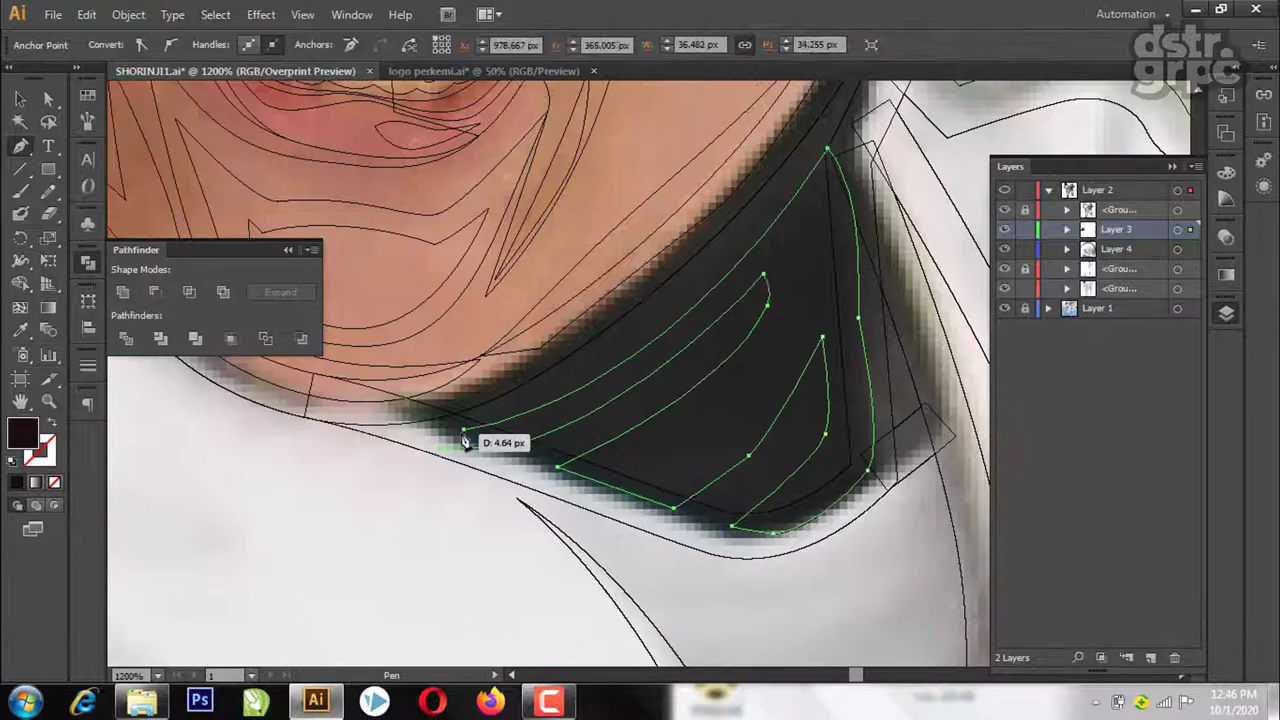 Ai File Edit Object Type Select Effect View Window Help Br Automation
Anchor Point Convert: Handles: Anchors: X: 978.667 px Y: 365.005 px W: 36.482 px H: 34.255 px
dstr.
grpc
SHORINJI1.ai* @ 1200% (RGB/Overprint Preview) × logo perkemi.ai* @ 50% (RGB/Preview) ×
Layers
Layer 2
<Grou...
Layer 3
Layer 4
<Grou...
<Grou...
Layer 1
Pathfinder
Shape Modes:
Expand
Pathfinders:
D: 4.64 px
2 Layers
1200% 1 Pen
Ps Ai
12:46 PM
10/1/2020